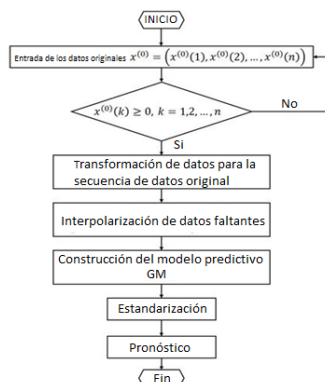 INICIO
Entrada de los datos originales x⁽⁰⁾ = (x⁽⁰⁾(1), x⁽⁰⁾(2), ..., x⁽⁰⁾(n))
x⁽⁰⁾(k) ≥ 0, k = 1,2, ..., n
No
Si
Transformación de datos para la
secuencia de datos original
Interpolarización de datos faltantes
Construcción del modelo predictivo
GM
Estandarización
Pronóstico
Fin